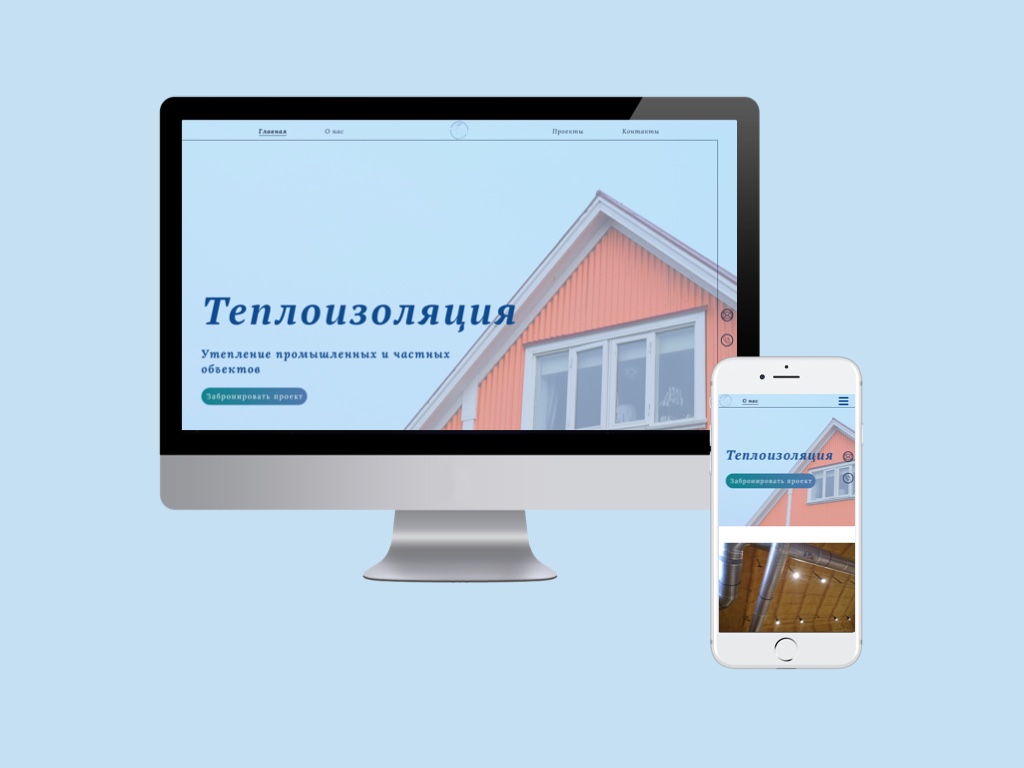 Главная О нас Проекты Контакты
Теплоизоляция
Утепление промышленных и частных
объектов
Забронировать проект
О нас
Теплоизоляция
Забронировать проект